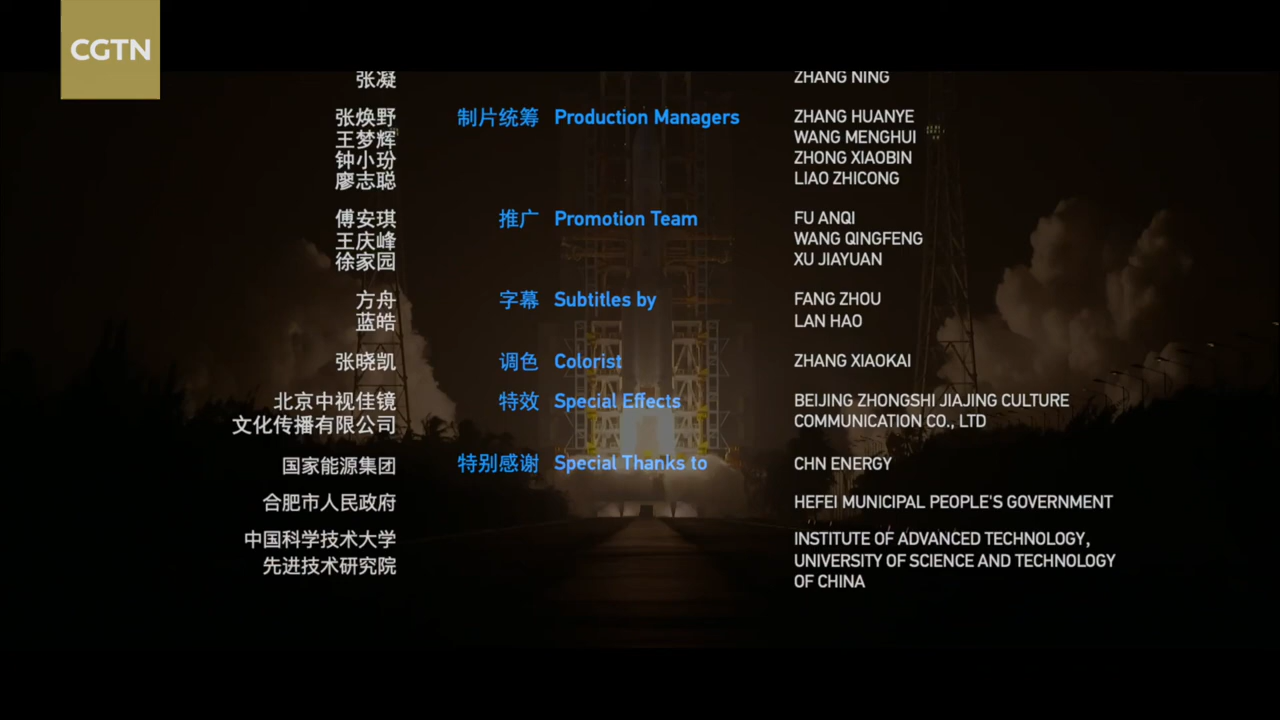 CGTN
张凝 ZHANG NING
张焕野 制片统筹 Production Managers ZHANG HUANYE
王梦辉 WANG MENGHUI
钟小玢 ZHONG XIAOBIN
廖志聪 LIAO ZHICONG
傅安琪 推广 Promotion Team FU ANQI
王庆峰 WANG QINGFENG
徐家园 XU JIAYUAN
方舟 字幕 Subtitles by FANG ZHOU
蓝皓 LAN HAO
张晓凯 调色 Colorist ZHANG XIAOKAI
北京中视佳镜 特效 Special Effects BEIJING ZHONGSHI JIAJING CULTURE
文化传播有限公司 COMMUNICATION CO., LTD
国家能源集团 特别感谢 Special Thanks to CHN ENERGY
合肥市人民政府 HEFEI MUNICIPAL PEOPLE'S GOVERNMENT
中国科学技术大学 INSTITUTE OF ADVANCED TECHNOLOGY,
先进技术研究院 UNIVERSITY OF SCIENCE AND TECHNOLOGY
OF CHINA